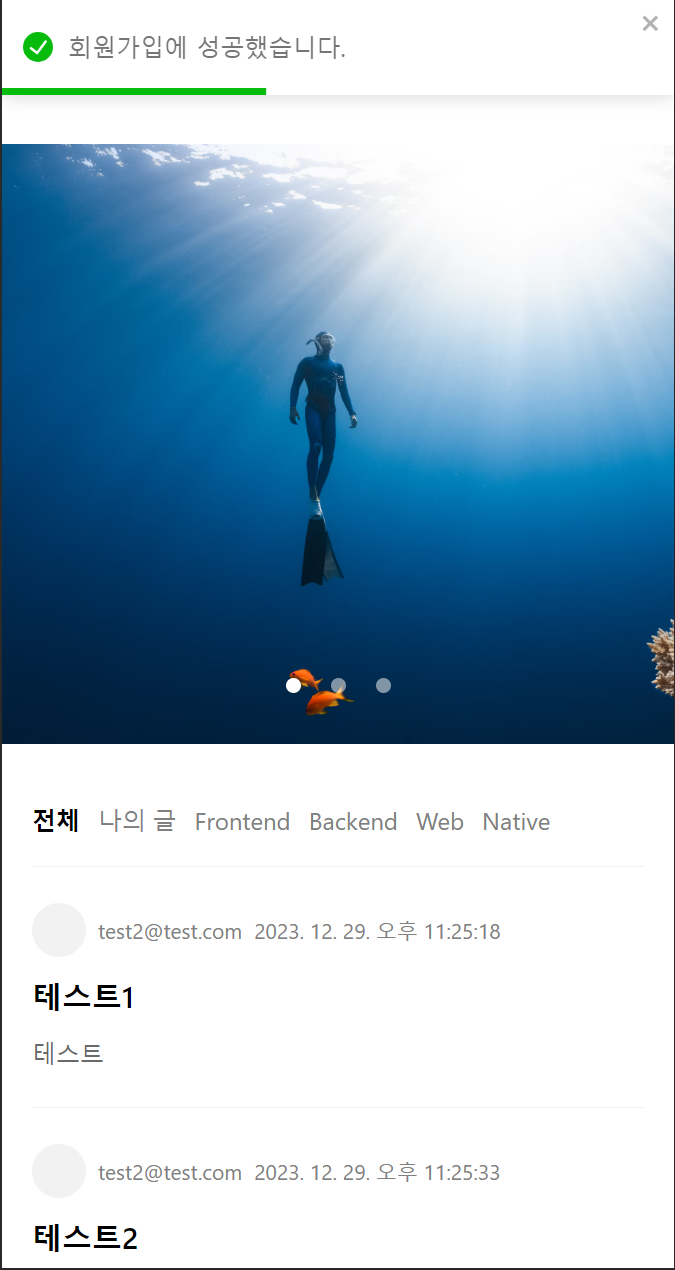 회원가입에 성공했습니다.
전체 나의 글 Frontend Backend Web Native
test2@test.com 2023. 12. 29. 오후 11:25:18
테스트1
테스트
test2@test.com 2023. 12. 29. 오후 11:25:33
테스트2